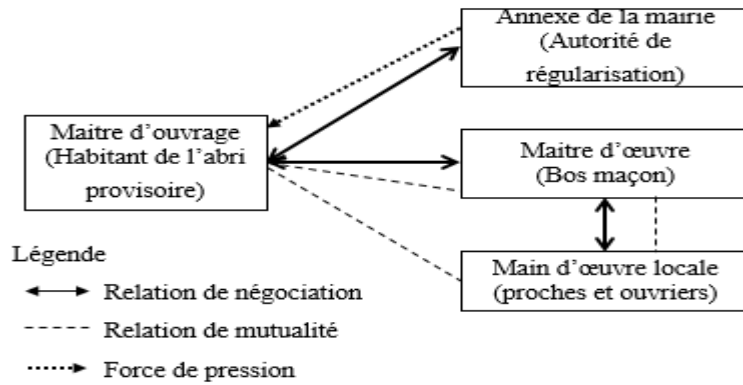 Annexe de la mairie
(Autorité de
régularisation)
Maitre d’ouvrage
(Habitant de l’abri
provisoire)
Maitre d’œuvre
(Bos maçon)
Main d’œuvre locale
(proches et ouvriers)
Légende
Relation de négociation
Relation de mutualité
Force de pression